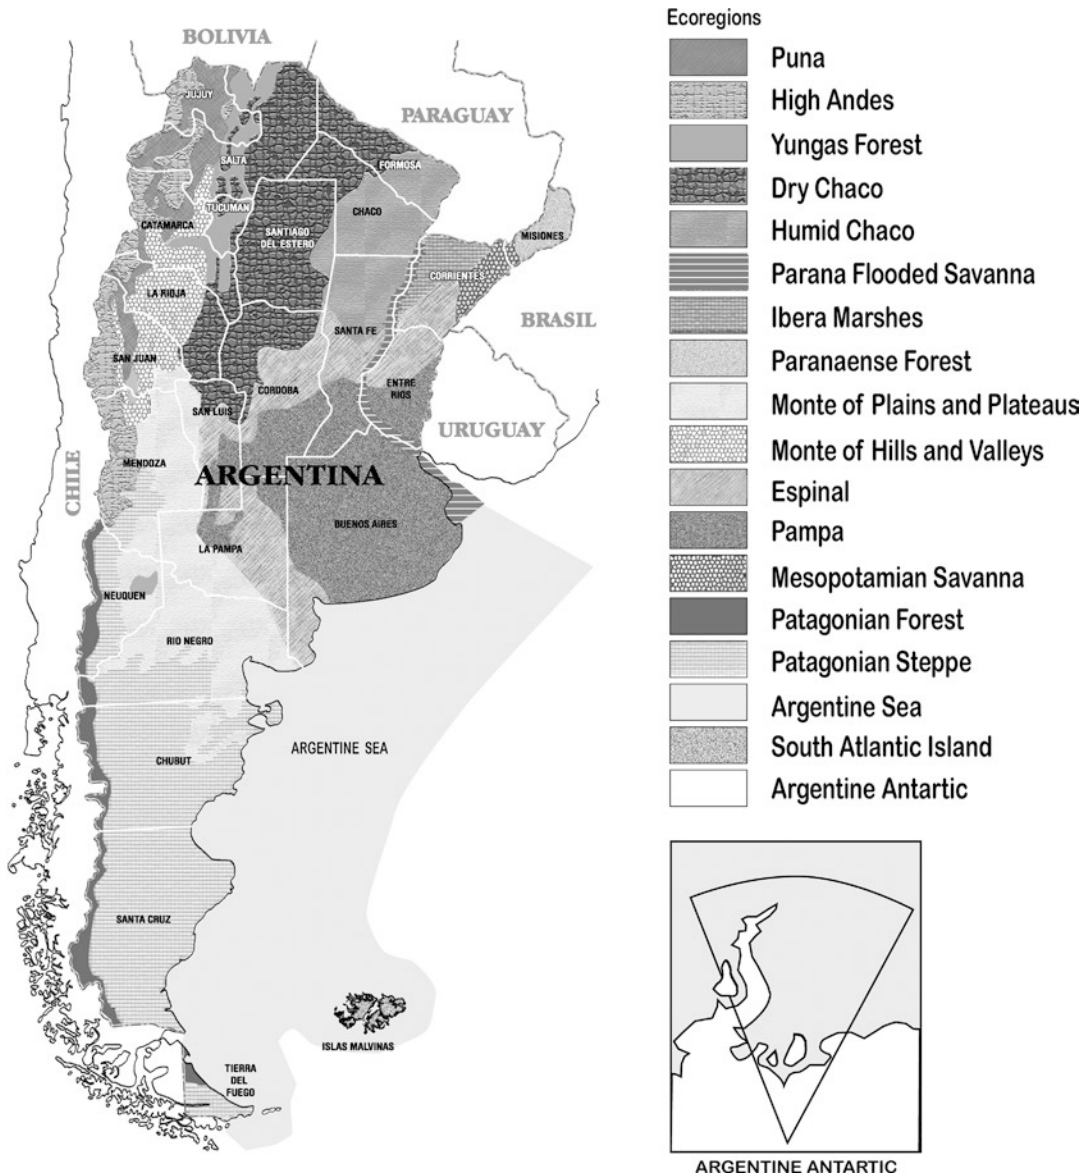 Ecoregions
Puna
High Andes
Yungas Forest
Dry Chaco
Humid Chaco
Parana Flooded Savanna
Ibera Marshes
Paranaense Forest
Monte of Plains and Plateaus
Monte of Hills and Valleys
Espinal
Pampa
Mesopotamian Savanna
Patagonian Forest
Patagonian Steppe
Argentine Sea
South Atlantic Island
Argentine Antartic
BOLIVIA
PARAGUAY
BRASIL
URUGUAY
CHILE
ARGENTINA
JUJUY
SALTA
FORMOSA
TUCUMAN
CHACO
CATAMARCA
SANTIAGO
DEL ESTERO
MISIONES
CORRIENTES
LA RIOJA
SANTA FE
SAN JUAN
CORDOBA
ENTRE
RIOS
SAN LUIS
MENDOZA
BUENOS AIRES
LA PAMPA
NEUQUEN
RIO NEGRO
ARGENTINE SEA
CHUBUT
SANTA CRUZ
ISLAS MALVINAS
TIERRA
DEL
FUEGO
ARGENTINE ANTARTIC